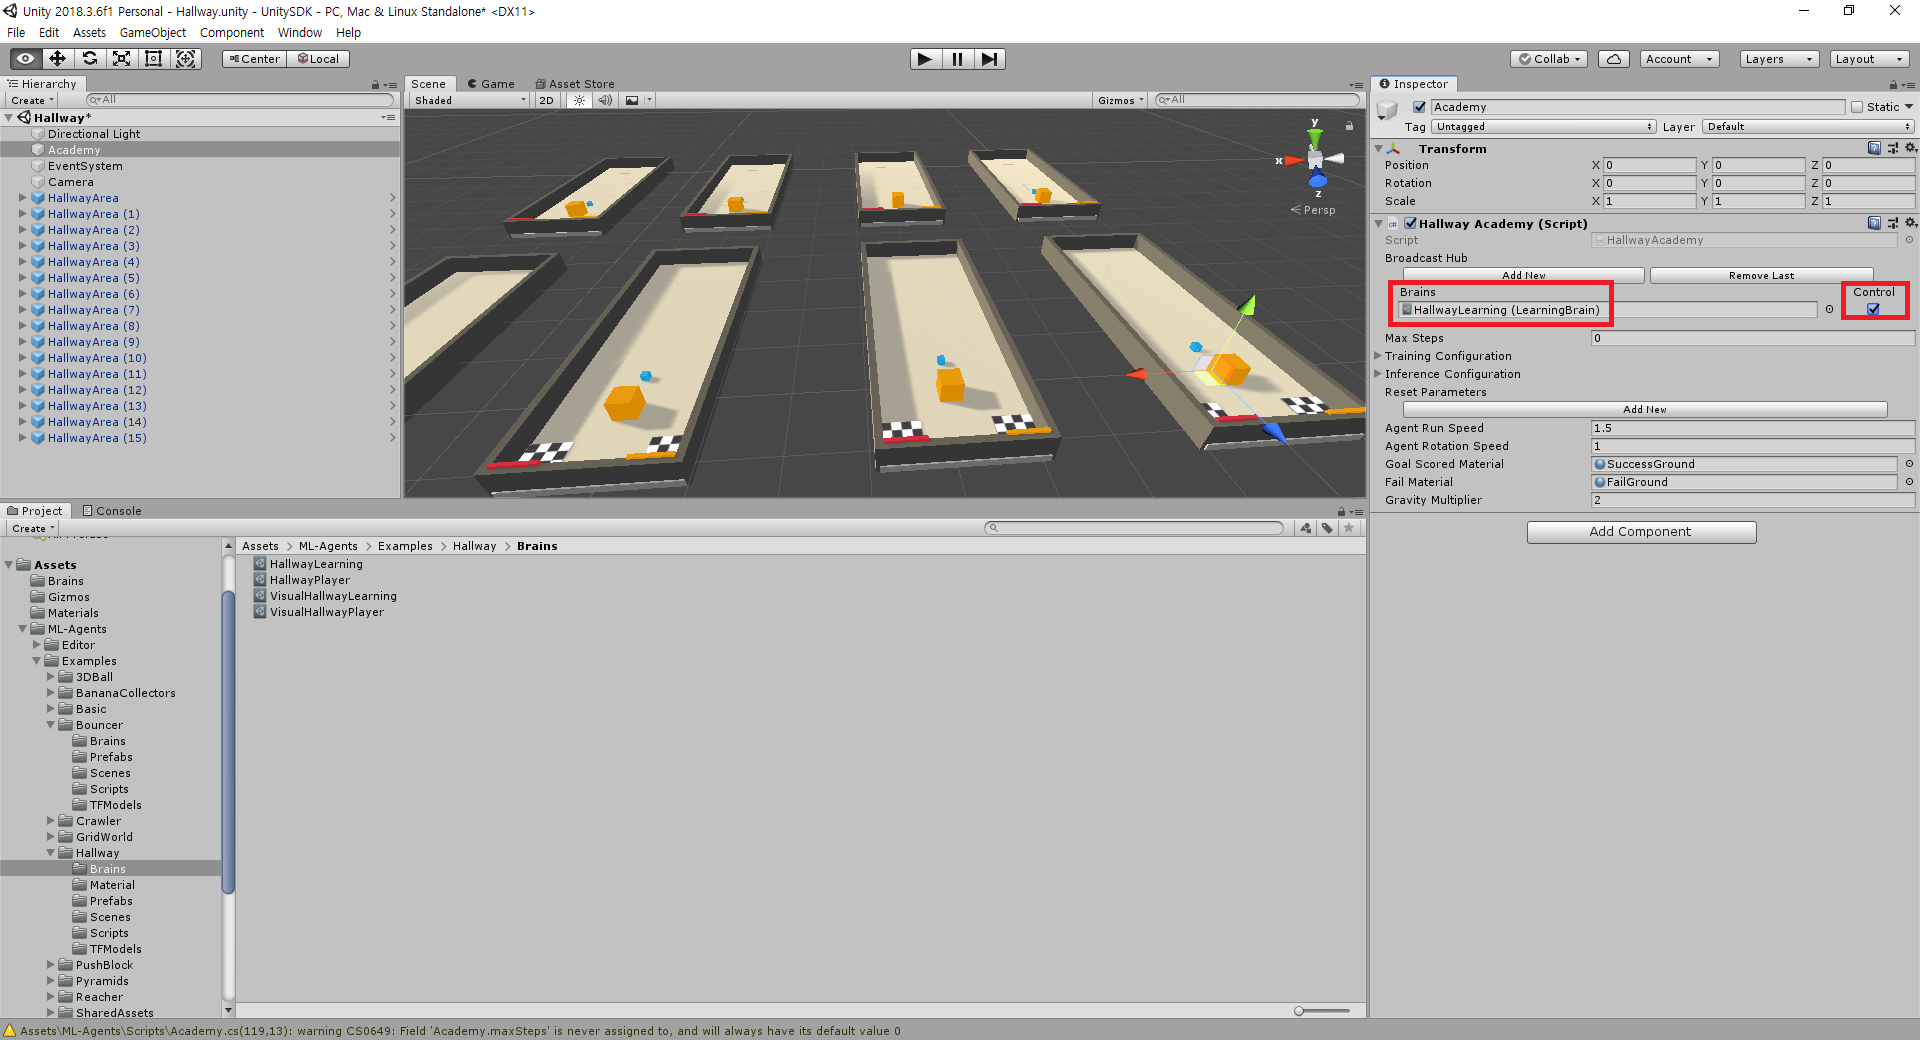 Unity 2018.3.6f1 Personal - Hallway.unity - UnitySDK - PC, Mac & Linux Standalone* <DX11>
File Edit Assets GameObject Component Window Help
Center Local Collab Account Layers Layout
Hierarchy
Create All
Hallway*
Directional Light
Academy
EventSystem
Camera
HallwayArea
HallwayArea (1)
HallwayArea (2)
HallwayArea (3)
HallwayArea (4)
HallwayArea (5)
HallwayArea (6)
HallwayArea (7)
HallwayArea (8)
HallwayArea (9)
HallwayArea (10)
HallwayArea (11)
HallwayArea (12)
HallwayArea (13)
HallwayArea (14)
HallwayArea (15)
Scene Game Asset Store
Shaded 2D Gizmos All
y
x
z
Persp
Inspector
Academy Static
Tag Untagged Layer Default
Transform
Position X 0 Y 0 Z 0
Rotation X 0 Y 0 Z 0
Scale X 1 Y 1 Z 1
Hallway Academy (Script)
Script HallwayAcademy
Broadcast Hub
Add New Remove Last
Brains Control
HallwayLearning (LearningBrain)
Max Steps 0
Training Configuration
Inference Configuration
Reset Parameters
Add New
Agent Run Speed 1.5
Agent Rotation Speed 1
Goal Scored Material SuccessGround
Fail Material FailGround
Gravity Multiplier 2
Add Component
Project Console
Create
Assets
Brains
Gizmos
Materials
ML-Agents
Editor
Examples
3DBall
BananaCollectors
Basic
Bouncer
Brains
Prefabs
Scenes
Scripts
TFModels
Crawler
GridWorld
Hallway
Brains
Material
Prefabs
Scenes
Scripts
TFModels
PushBlock
Pyramids
Reacher
SharedAssets
Assets > ML-Agents > Examples > Hallway > Brains
HallwayLearning
HallwayPlayer
VisualHallwayLearning
VisualHallwayPlayer
Assets\ML-Agents\Scripts\Academy.cs(119,13): warning CS0649: Field 'Academy.maxSteps' is never assigned to, and will always have its default value 0